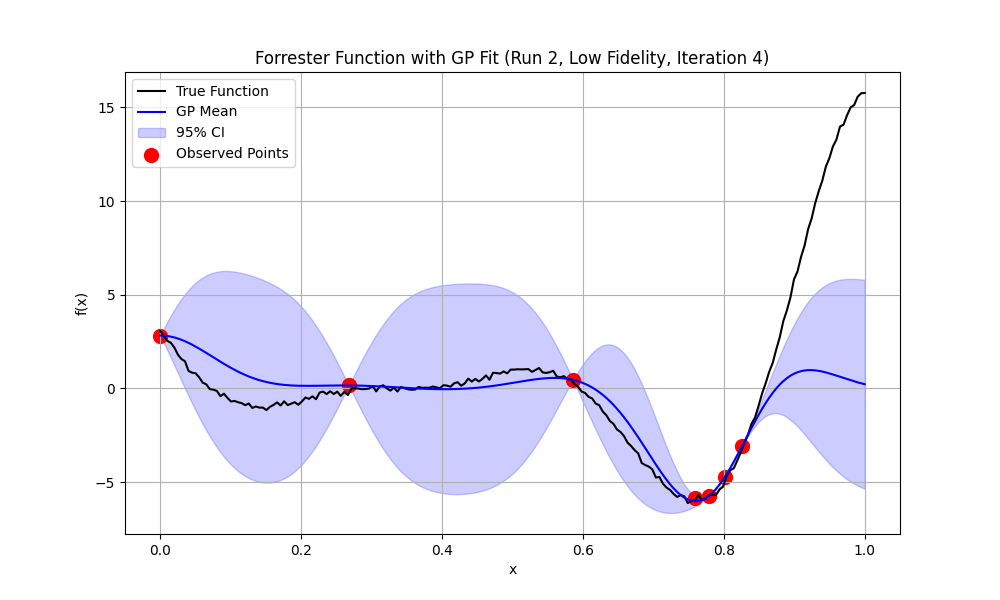 Forrester Function with GP Fit (Run 2, Low Fidelity, Iteration 4)
True Function
GP Mean
95% CI
Observed Points
f(x)
15
10
5
0
−5
0.0 0.2 0.4 0.6 0.8 1.0
x